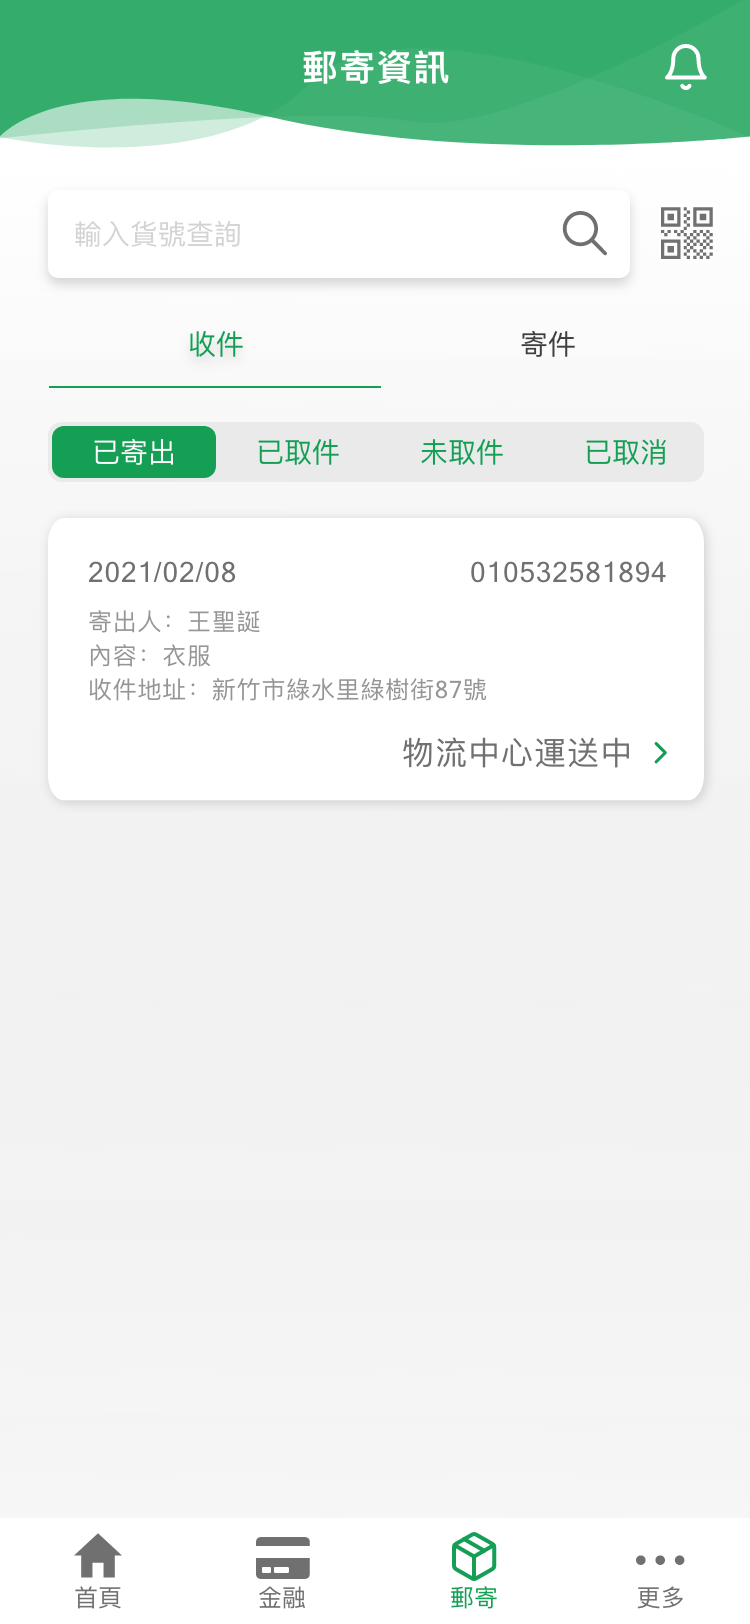 郵寄資訊
輸入貨號查詢
收件 寄件
已寄出 已取件 未取件 已取消
2021/02/08 010532581894
寄出人：王聖誕
內容：衣服
收件地址：新竹市綠水里綠樹街87號
物流中心運送中
首頁 金融 郵寄 更多